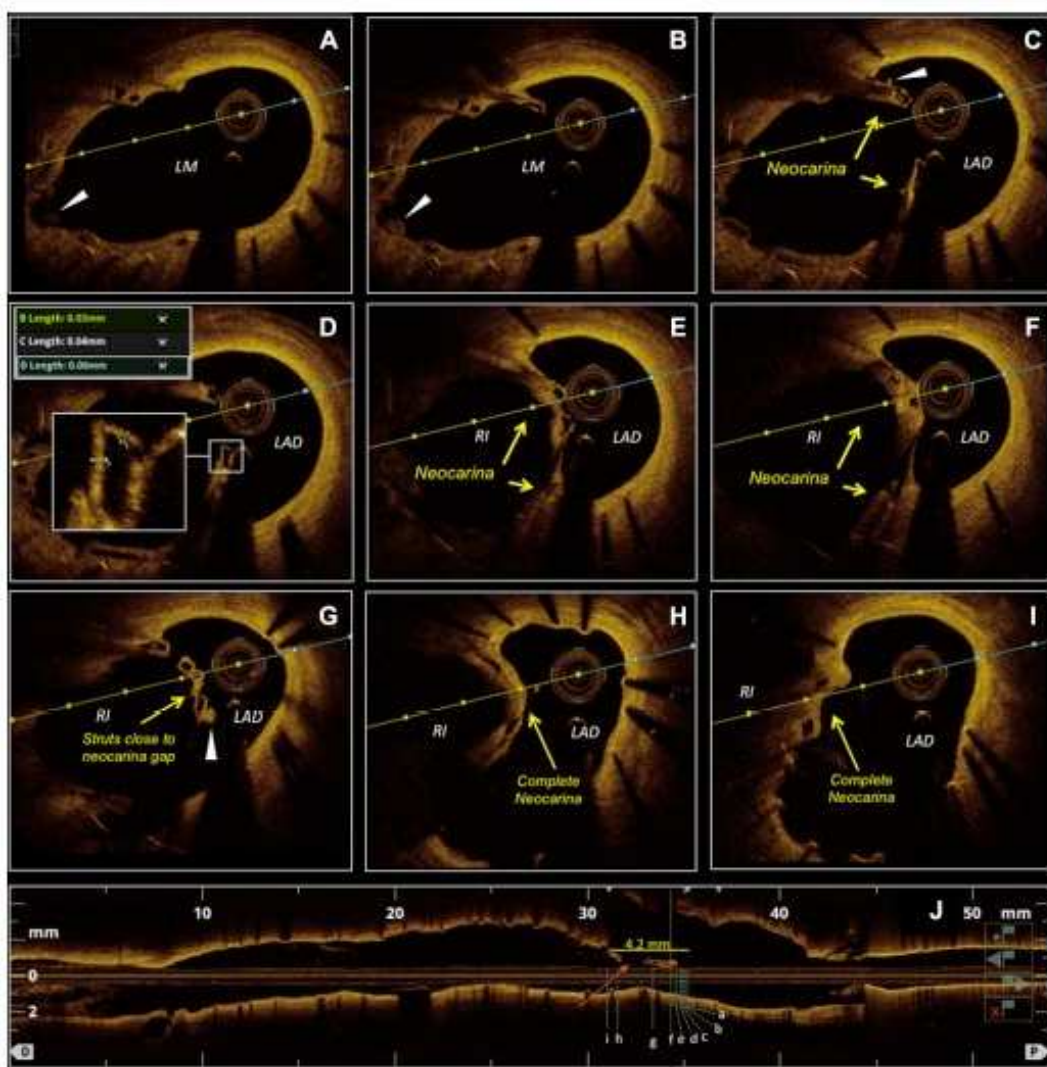 A
LM
B
LM
C
Neocarina
LAD
D
B Length: 0.03mm
C Length: 0.04mm
D Length: 0.06mm
LAD
E
RI
LAD
Neocarina
F
RI
LAD
Neocarina
G
RI
LAD
Struts close to
neocarina gap
H
RI
LAD
Complete
Neocarina
I
RI
LAD
Complete
Neocarina
J
10 20 30 40 50 mm
mm
4.2 mm
0
2
a
b
i h g f e d c
P